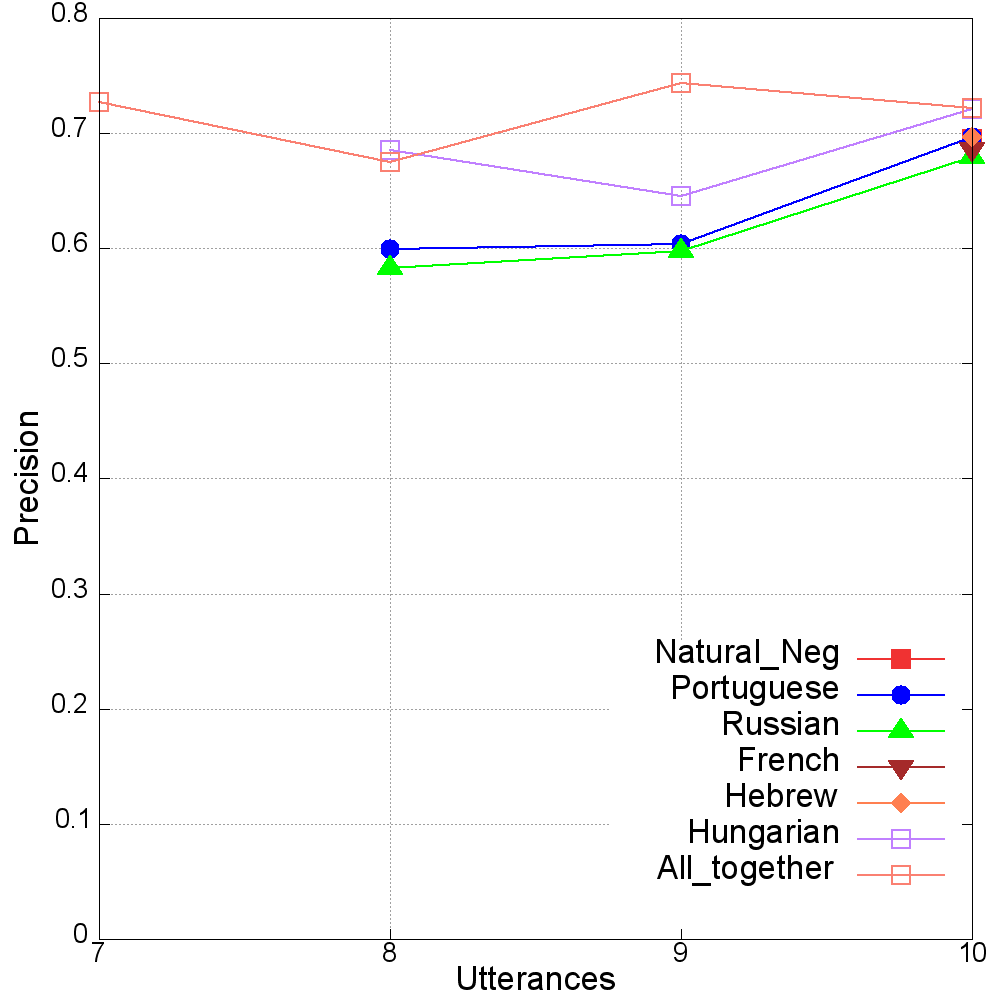 0.8
0.7
0.6
0.5
0.4
0.3
0.2
0.1
0
Precision
7 8 9 10
Utterances
Natural_Neg
Portuguese
Russian
French
Hebrew
Hungarian
All_together